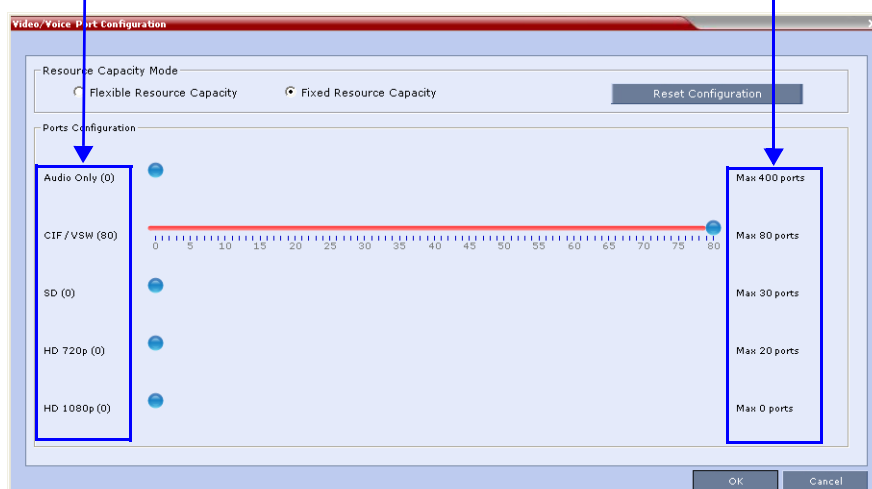 Video/Voice Port Configuration
Resource Capacity Mode
Flexible Resource Capacity
Fixed Resource Capacity
Reset Configuration
Ports Configuration
Audio Only (0)
Max 400 ports
CIF/VSW (80)
0 5 10 15 20 25 30 35 40 45 50 55 60 65 70 75 80
Max 80 ports
SD (0)
Max 30 ports
HD 720p (0)
Max 20 ports
HD 1080p (0)
Max 0 ports
OK
Cancel